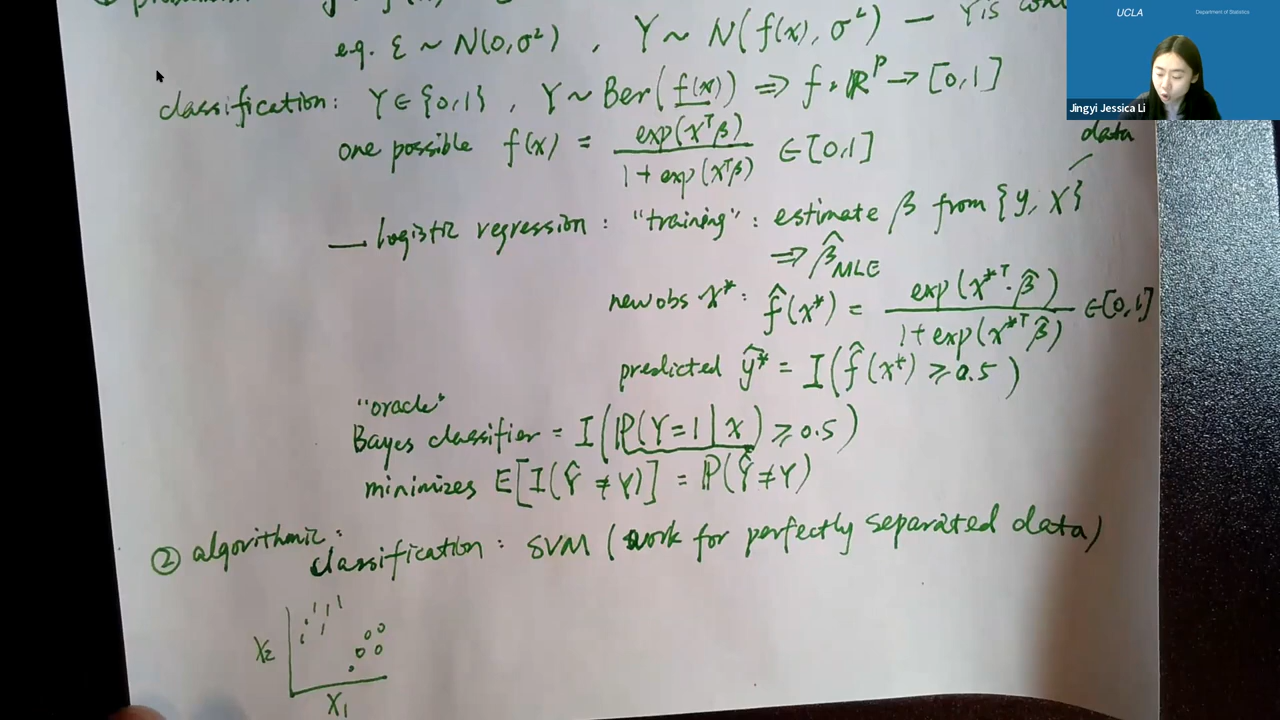 UCLA
Department of Statistics
e.g. ε ~ N(0, σ²) , Y ~ N(f(x), σ²) — Y is
Jingyi Jessica Li
classification: Y ∈ {0,1} , Y ~ Ber(f(x)) ⇒ f: ℝᵖ → [0,1]
one possible f(x) = exp(xᵀβ) / 1 + exp(xᵀβ) ∈ [0,1]
data
— logistic regression: "training": estimate β from {y, X}
⇒ β̂_MLE
new obs x*: f̂(x*) = exp(x*ᵀ·β̂) / 1 + exp(x*ᵀβ̂) ∈ [0,1]
predicted ŷ* = I(f̂(x*) ≥ 0.5)
"oracle"
Bayes classifier = I(ℙ(Y=1|x) ≥ 0.5)
minimizes E[I(Ŷ ≠ Y)] = ℙ(Ŷ ≠ Y)
② algorithmic:
classification: SVM (work for perfectly separated data)
X₂
X₁